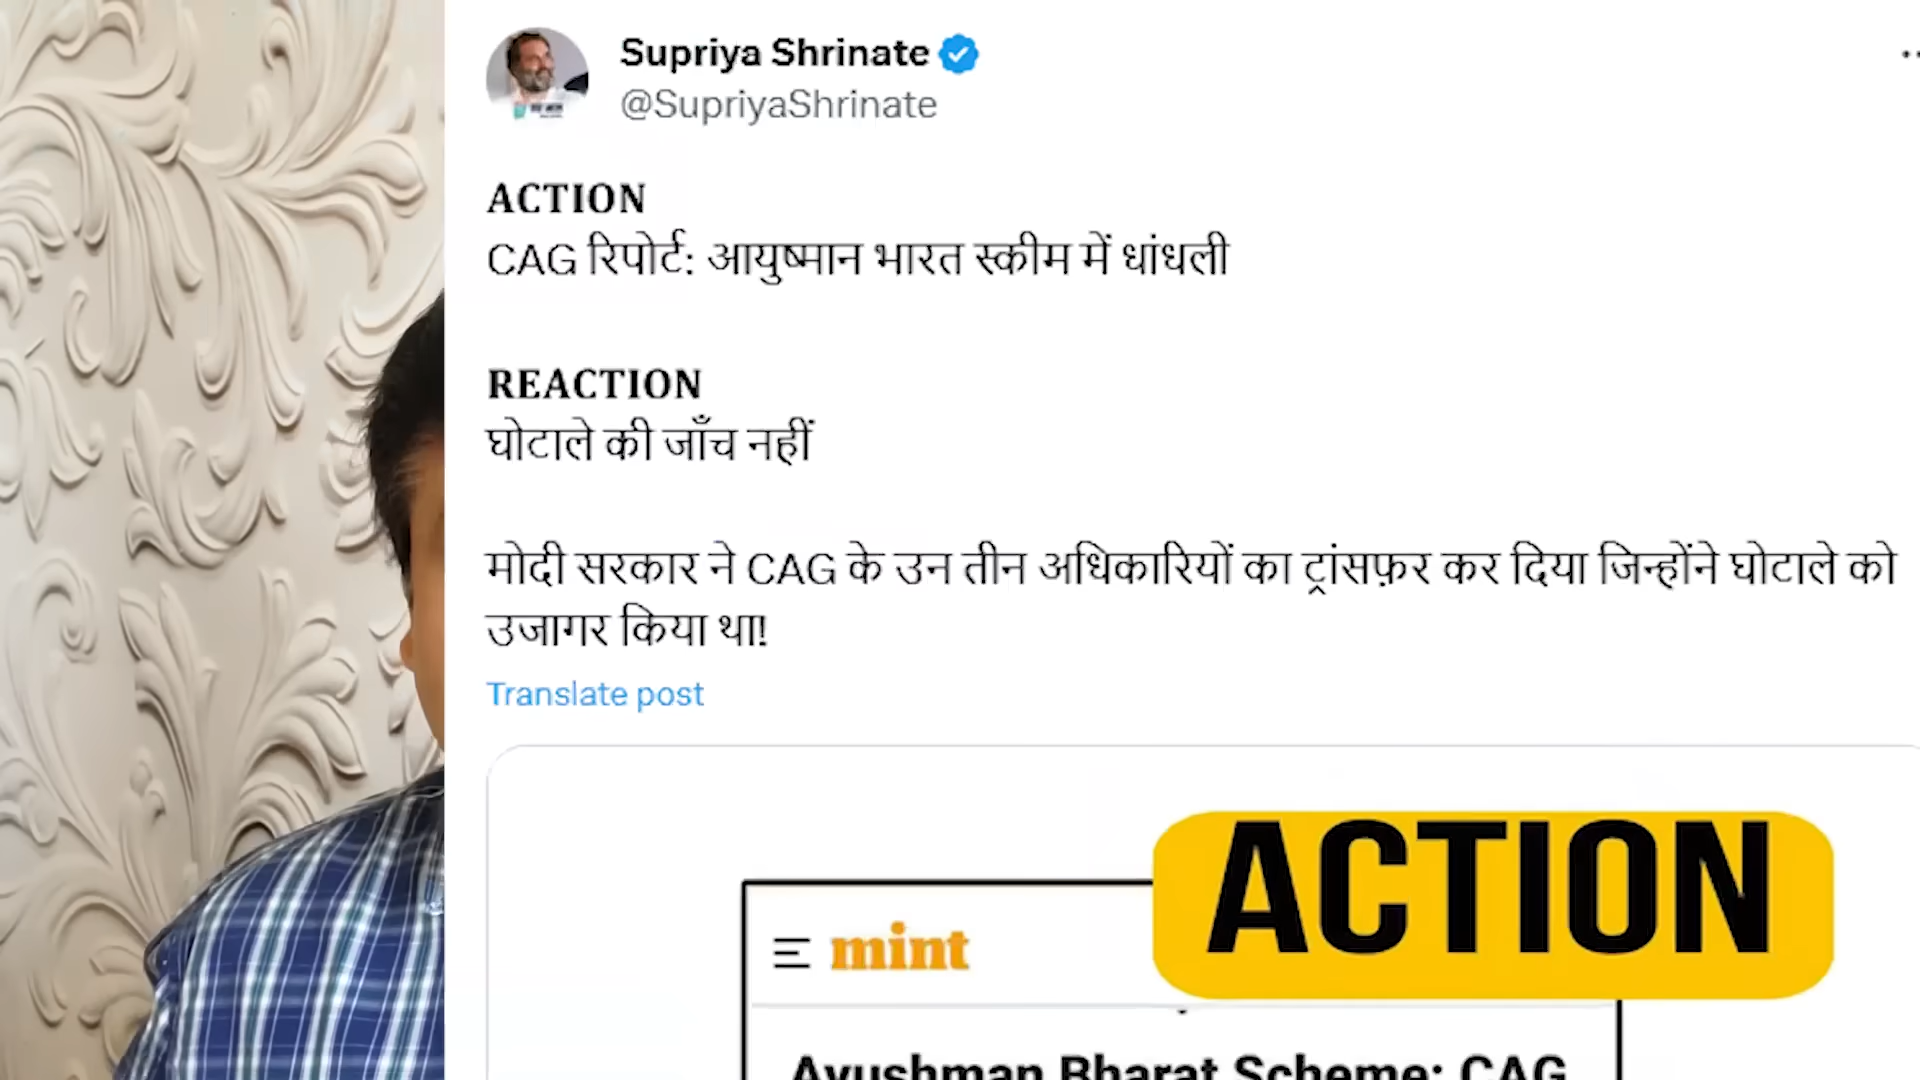 Supriya Shrinate
@SupriyaShrinate
ACTION
CAG रिपोर्ट: आयुष्मान भारत स्कीम में धांधली
REACTION
घोटाले की जाँच नहीं
मोदी सरकार ने CAG के उन तीन अधिकारियों का ट्रांसफ़र कर दिया जिन्होंने घोटाले को
उजागर किया था!
Translate post
ACTION
mint
Ayushman Bharat Scheme: CAG